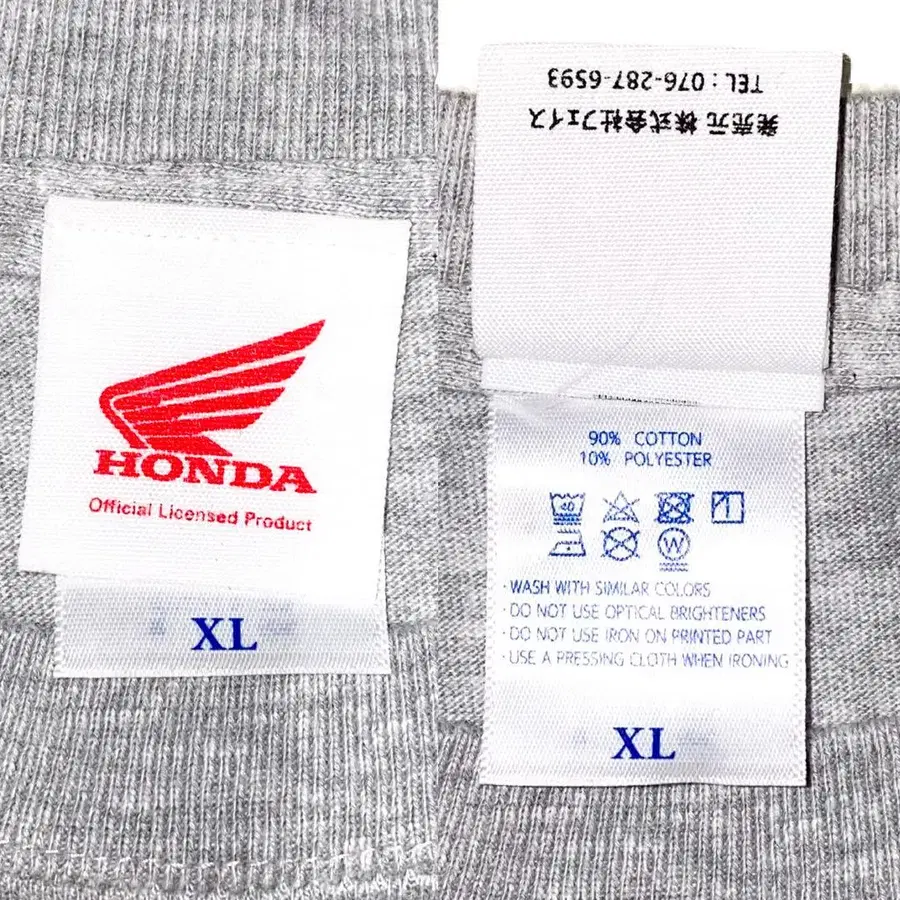 HONDA
Official Licensed Product
XL
発売元 株式会社フェイス
TEL : 076-287-6593
90% COTTON
10% POLYESTER
40
W
· WASH WITH SIMILAR COLORS
· DO NOT USE OPTICAL BRIGHTENERS
· DO NOT USE IRON ON PRINTED PART
· USE A PRESSING CLOTH WHEN IRONING
XL